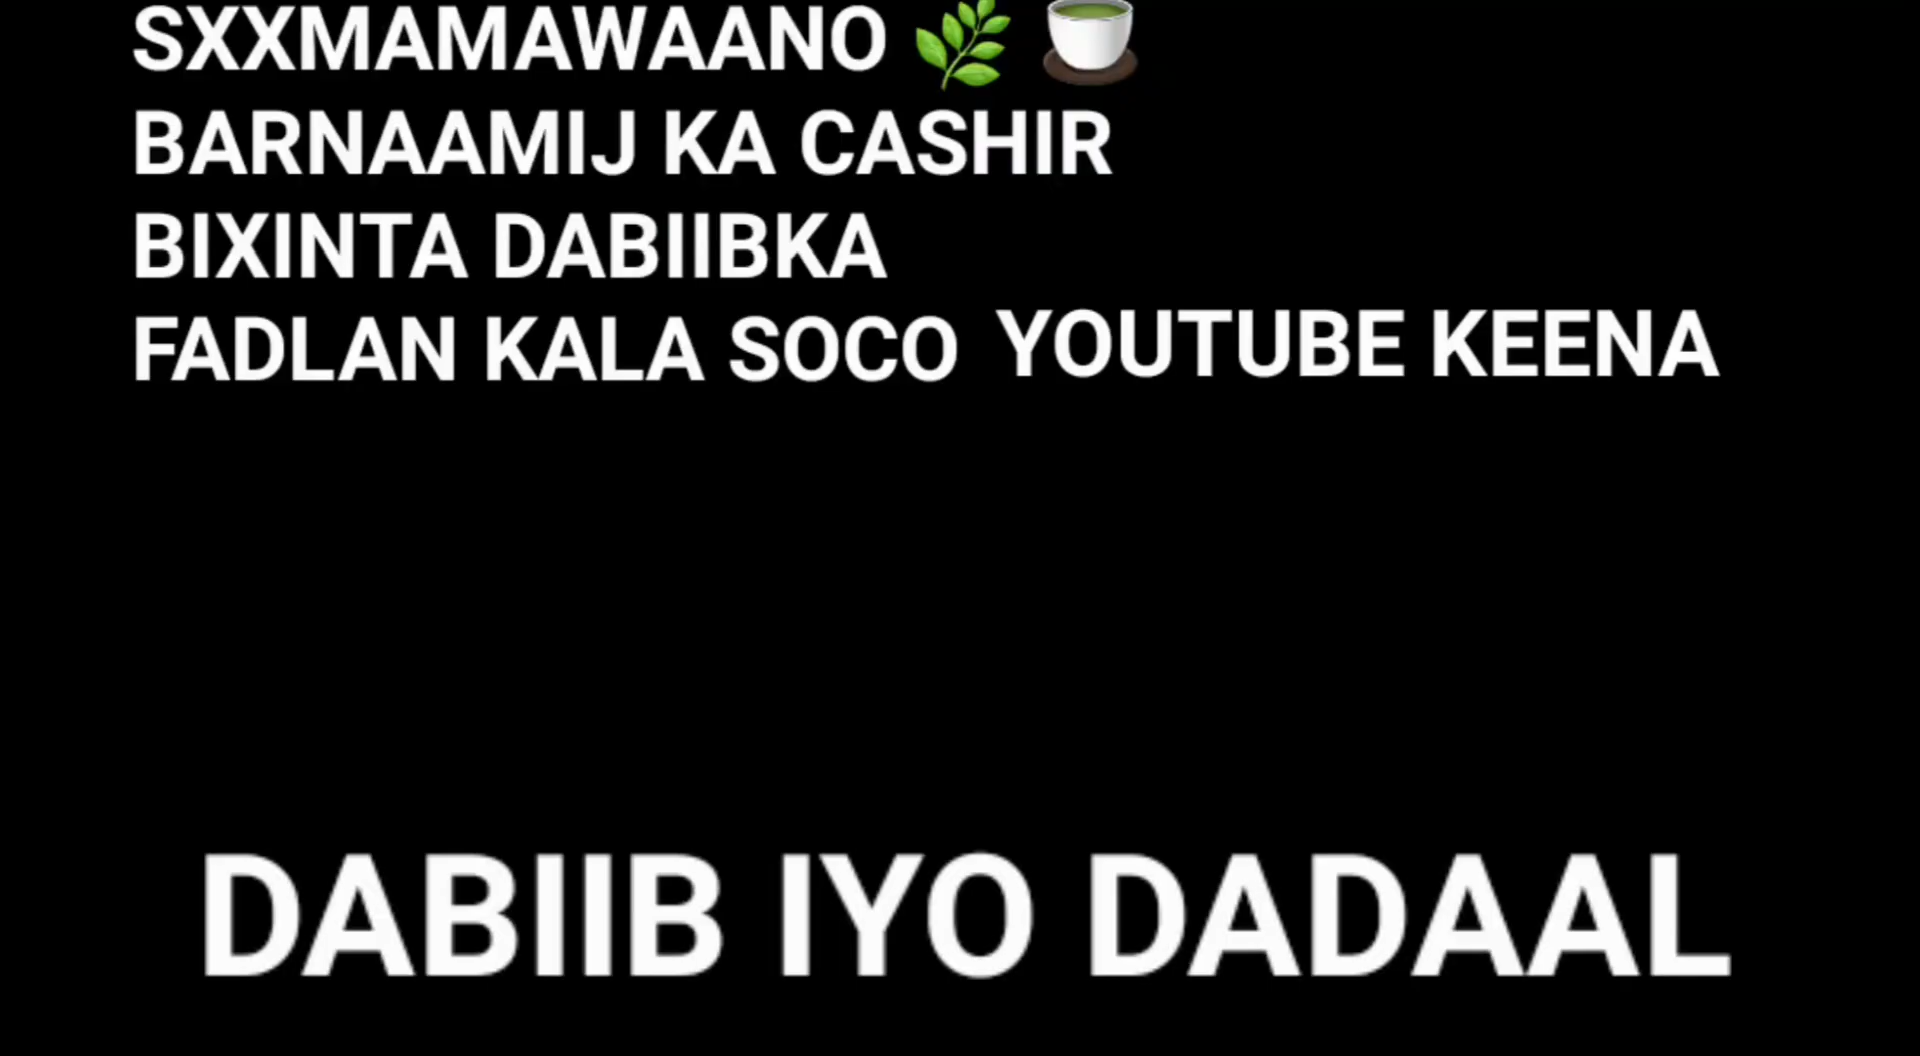 SXXMAMAWAANO 🌿 🍵
BARNAAMIJ KA CASHIR
BIXINTA DABIIBKA
FADLAN KALA SOCO YOUTUBE KEENA
DABIIB IYO DADAAL